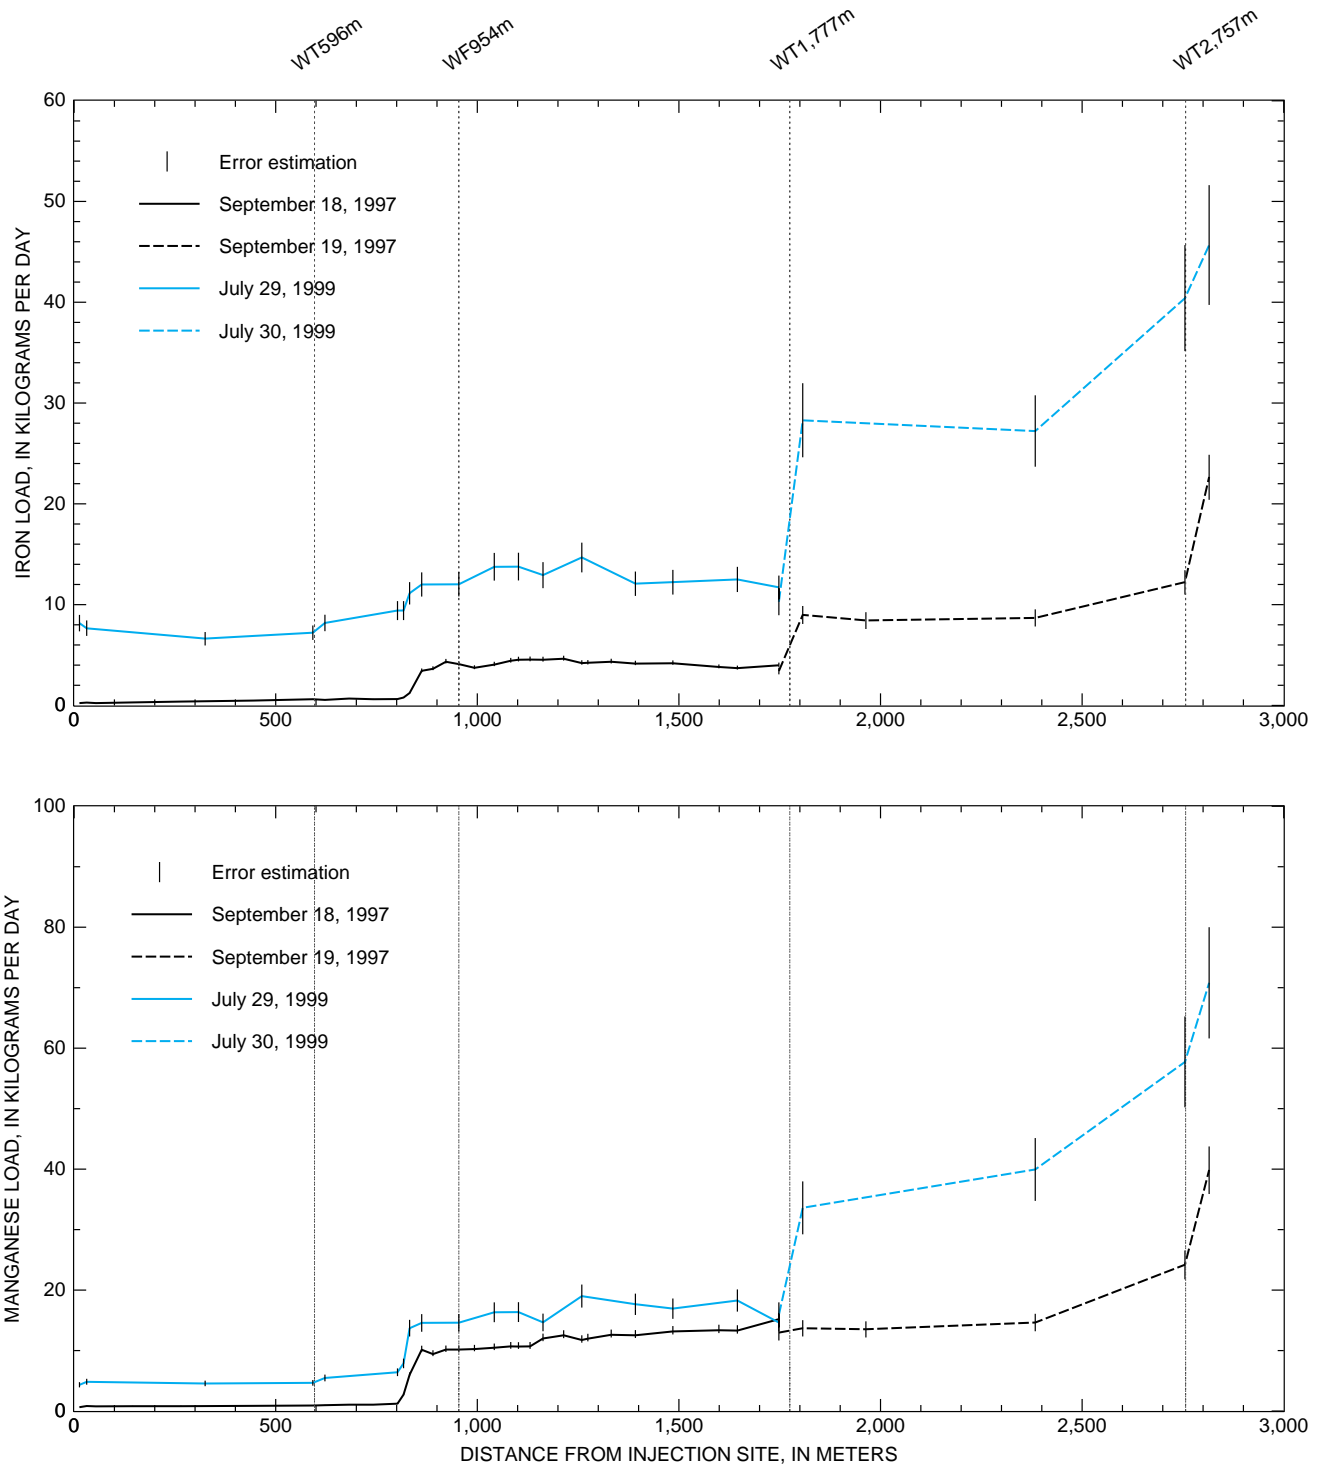 WT596m WF954m WT1,777m WT2,757m
60
50
40
30
20
10
0
IRON LOAD, IN KILOGRAMS PER DAY
Error estimation
September 18, 1997
September 19, 1997
July 29, 1999
July 30, 1999
0 500 1,000 1,500 2,000 2,500 3,000
100
80
60
40
20
0
MANGANESE LOAD, IN KILOGRAMS PER DAY
Error estimation
September 18, 1997
September 19, 1997
July 29, 1999
July 30, 1999
0 500 1,000 1,500 2,000 2,500 3,000
DISTANCE FROM INJECTION SITE, IN METERS